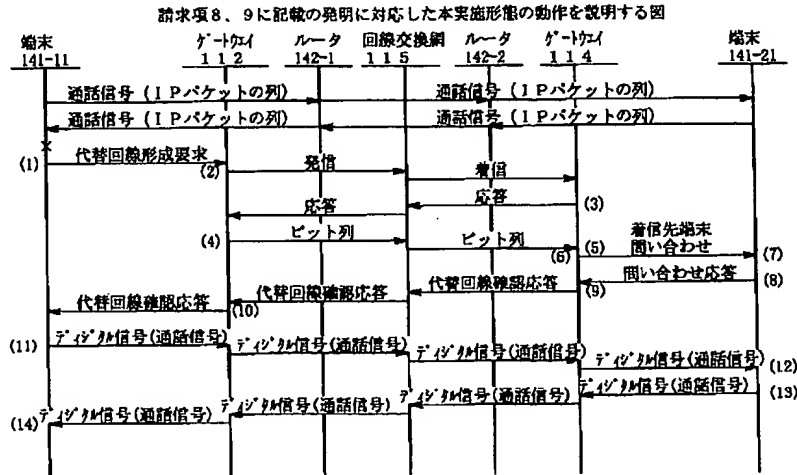 請求項８、９に記載の発明に対応した本実施形態の動作を説明する図
端末 ｹﾞｰﾄｳｴｲ ルータ 回線交換網 ルータ ｹﾞｰﾄｳｴｲ 端末
141-11 １１２ 142-1 １１５ 142-2 １１４ 141-21
通話信号（ＩＰパケットの列） 通話信号（ＩＰパケットの列）
通話信号（ＩＰパケットの列） 通話信号（ＩＰパケットの列）
(1) × 代替回線形成要求 (2) 発信 着信
応答 応答 (3)
(4) ビット列 ビット列 (6) (5) 着信先端末
問い合わせ (7)
代替回線確認応答 (10) 代替回線確認応答 代替回線確認応答 (9) 問い合わせ応答 (8)
(11) ﾃﾞｨｼﾞﾀﾙ信号(通話信号) ﾃﾞｨｼﾞﾀﾙ信号(通話信号) ﾃﾞｨｼﾞﾀﾙ信号(通話信号) ﾃﾞｨｼﾞﾀﾙ信号(通話信号) (12)
(14) ﾃﾞｨｼﾞﾀﾙ信号(通話信号) ﾃﾞｨｼﾞﾀﾙ信号(通話信号) ﾃﾞｨｼﾞﾀﾙ信号(通話信号) ﾃﾞｨｼﾞﾀﾙ信号(通話信号) (13)